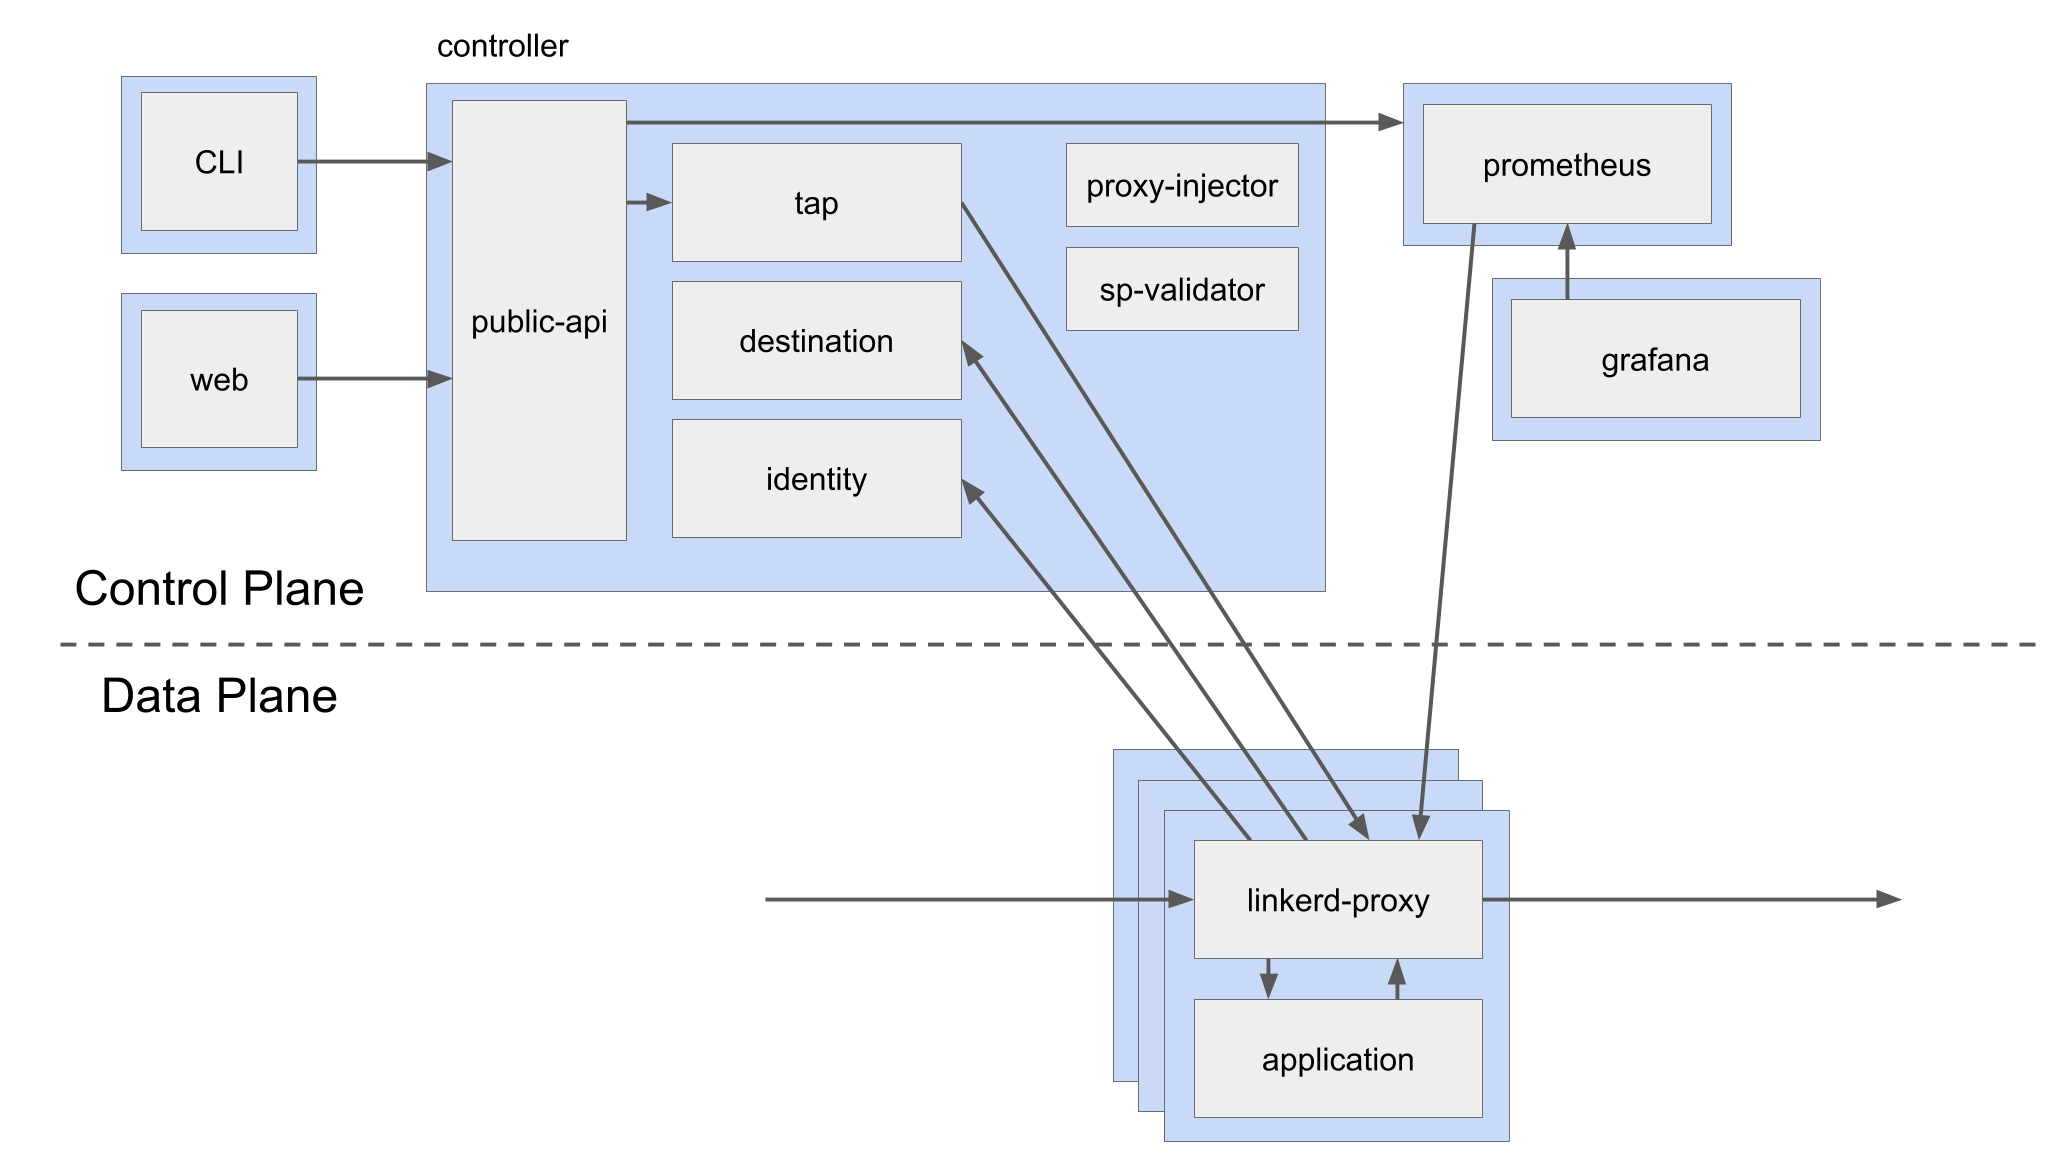 controller
CLI
web
public-api
tap
destination
identity
proxy-injector
sp-validator
prometheus
grafana
Control Plane
Data Plane
linkerd-proxy
application